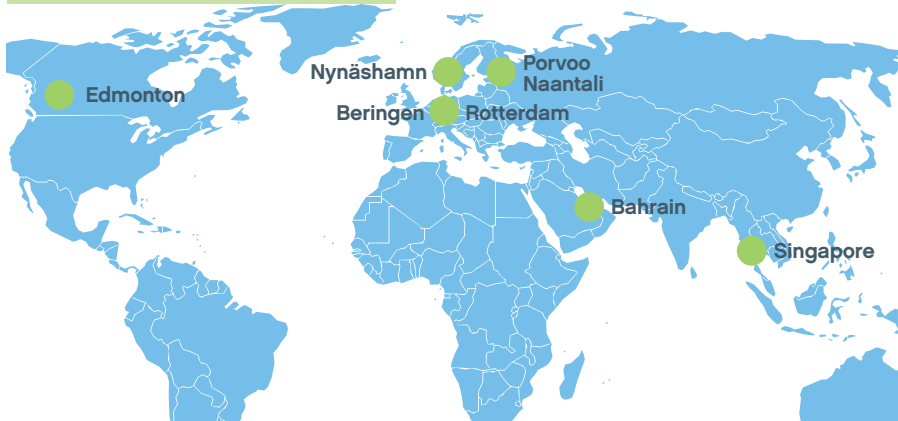 Nynäshamn
Porvoo
Naantali
Edmonton
Beringen
Rotterdam
Bahrain
Singapore